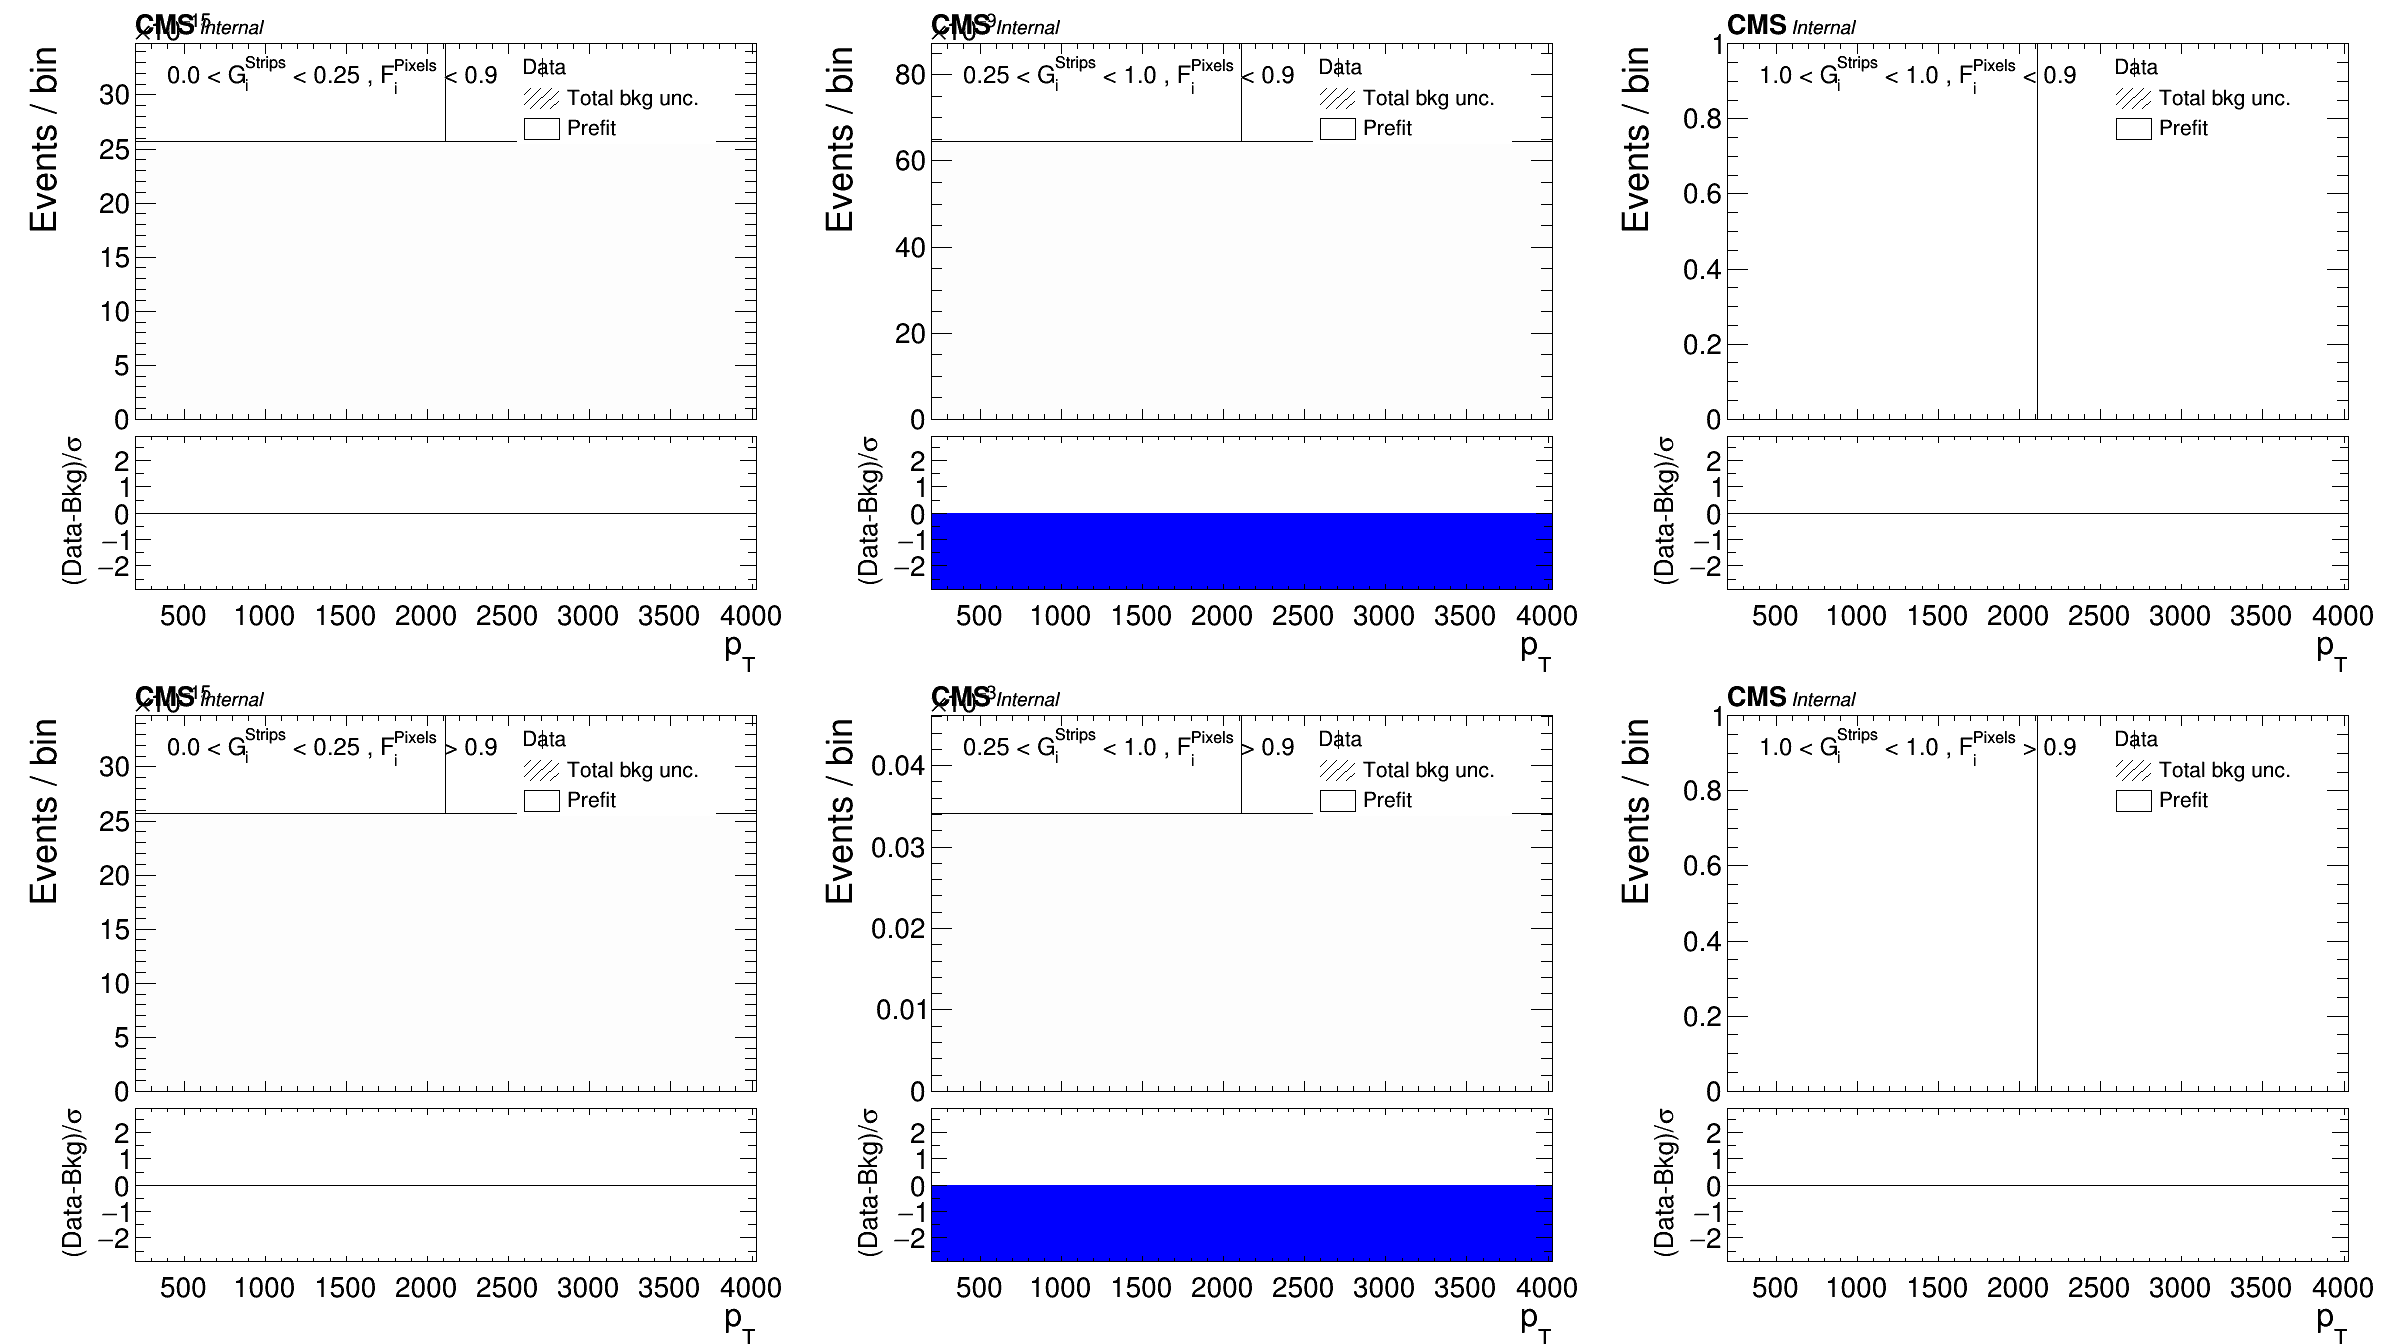 CMS Internal
×10⁻¹⁵
Events / bin
0.0 < G_i^Strips < 0.25 , F_i^Pixels < 0.9
Data
Total bkg unc.
Prefit
30
25
20
15
10
5
0
(Data-Bkg)/σ
2
1
0
−1
−2
500 1000 1500 2000 2500 3000 3500 4000
p_T
CMS Internal
×10⁻⁹
Events / bin
0.25 < G_i^Strips < 1.0 , F_i^Pixels < 0.9
Data
Total bkg unc.
Prefit
80
60
40
20
0
(Data-Bkg)/σ
2
1
0
−1
−2
500 1000 1500 2000 2500 3000 3500 4000
p_T
CMS Internal
Events / bin
1.0 < G_i^Strips < 1.0 , F_i^Pixels < 0.9
Data
Total bkg unc.
Prefit
1
0.8
0.6
0.4
0.2
0
(Data-Bkg)/σ
2
1
0
−1
−2
500 1000 1500 2000 2500 3000 3500 4000
p_T
CMS Internal
×10⁻¹⁵
Events / bin
0.0 < G_i^Strips < 0.25 , F_i^Pixels > 0.9
Data
Total bkg unc.
Prefit
30
25
20
15
10
5
0
(Data-Bkg)/σ
2
1
0
−1
−2
500 1000 1500 2000 2500 3000 3500 4000
p_T
CMS Internal
×10⁻³
Events / bin
0.25 < G_i^Strips < 1.0 , F_i^Pixels > 0.9
Data
Total bkg unc.
Prefit
0.04
0.03
0.02
0.01
0
(Data-Bkg)/σ
2
1
0
−1
−2
500 1000 1500 2000 2500 3000 3500 4000
p_T
CMS Internal
Events / bin
1.0 < G_i^Strips < 1.0 , F_i^Pixels > 0.9
Data
Total bkg unc.
Prefit
1
0.8
0.6
0.4
0.2
0
(Data-Bkg)/σ
2
1
0
−1
−2
500 1000 1500 2000 2500 3000 3500 4000
p_T